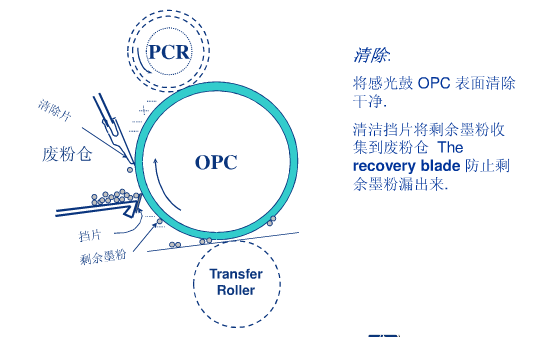 PCR
清除片
废粉仓
OPC
挡片
剩余墨粉
Transfer
Roller
清除:
将感光鼓 OPC 表面清除
干净.
清洁挡片将剩余墨粉收
集到废粉仓 The
recovery blade 防止剩
余墨粉漏出来.